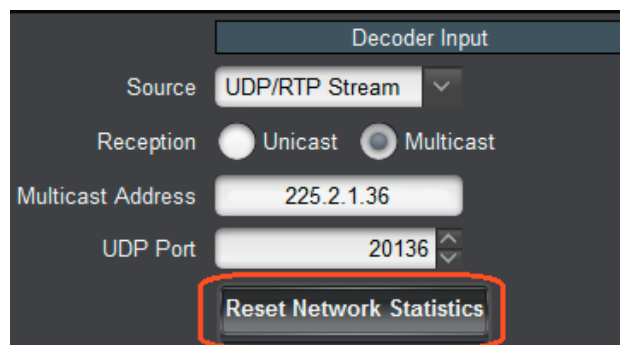 Decoder Input
Source UDP/RTP Stream
Reception Unicast Multicast
Multicast Address 225.2.1.36
UDP Port 20136
Reset Network Statistics